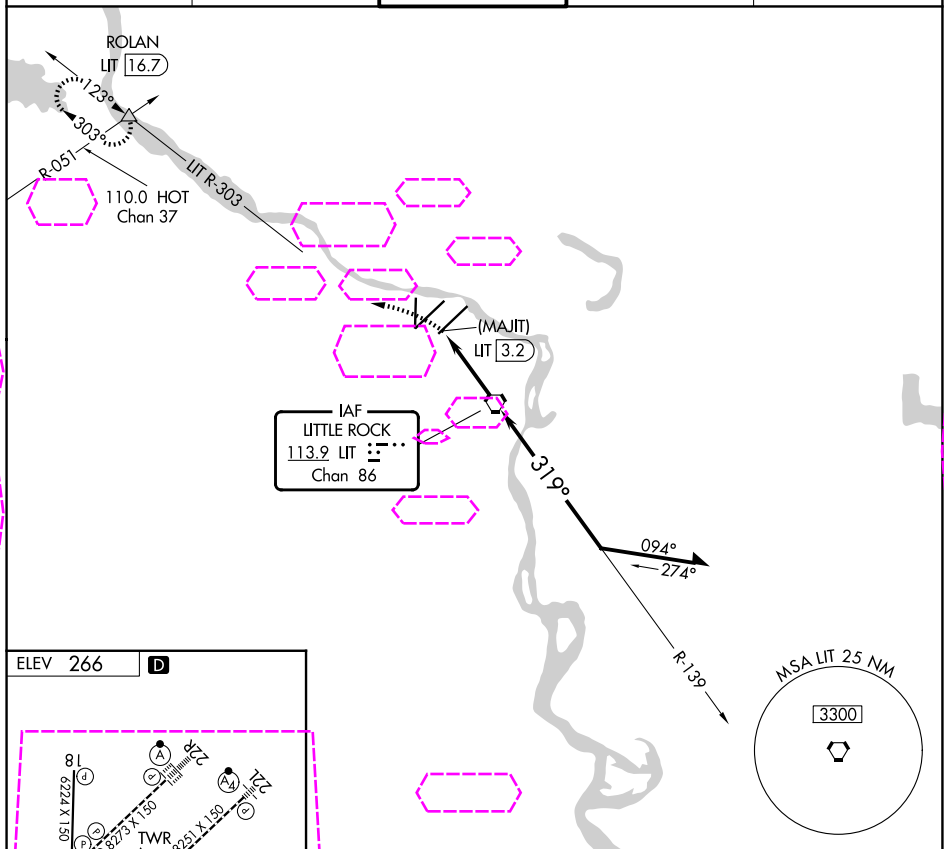 ROLAN
LIT 16.7
123°
303°
R-051
LIT R-303
110.0 HOT
Chan 37
(MAJIT)
LIT 3.2
IAF
LITTLE ROCK
113.9 LIT
Chan 86
319°
094°
274°
R-139
MSA LIT 25 NM
3300
ELEV 266 D
18
P
6224 X 150
A
22R
P
8273 X 150
P
P
TWR
A4
22L
P
8251 X 150